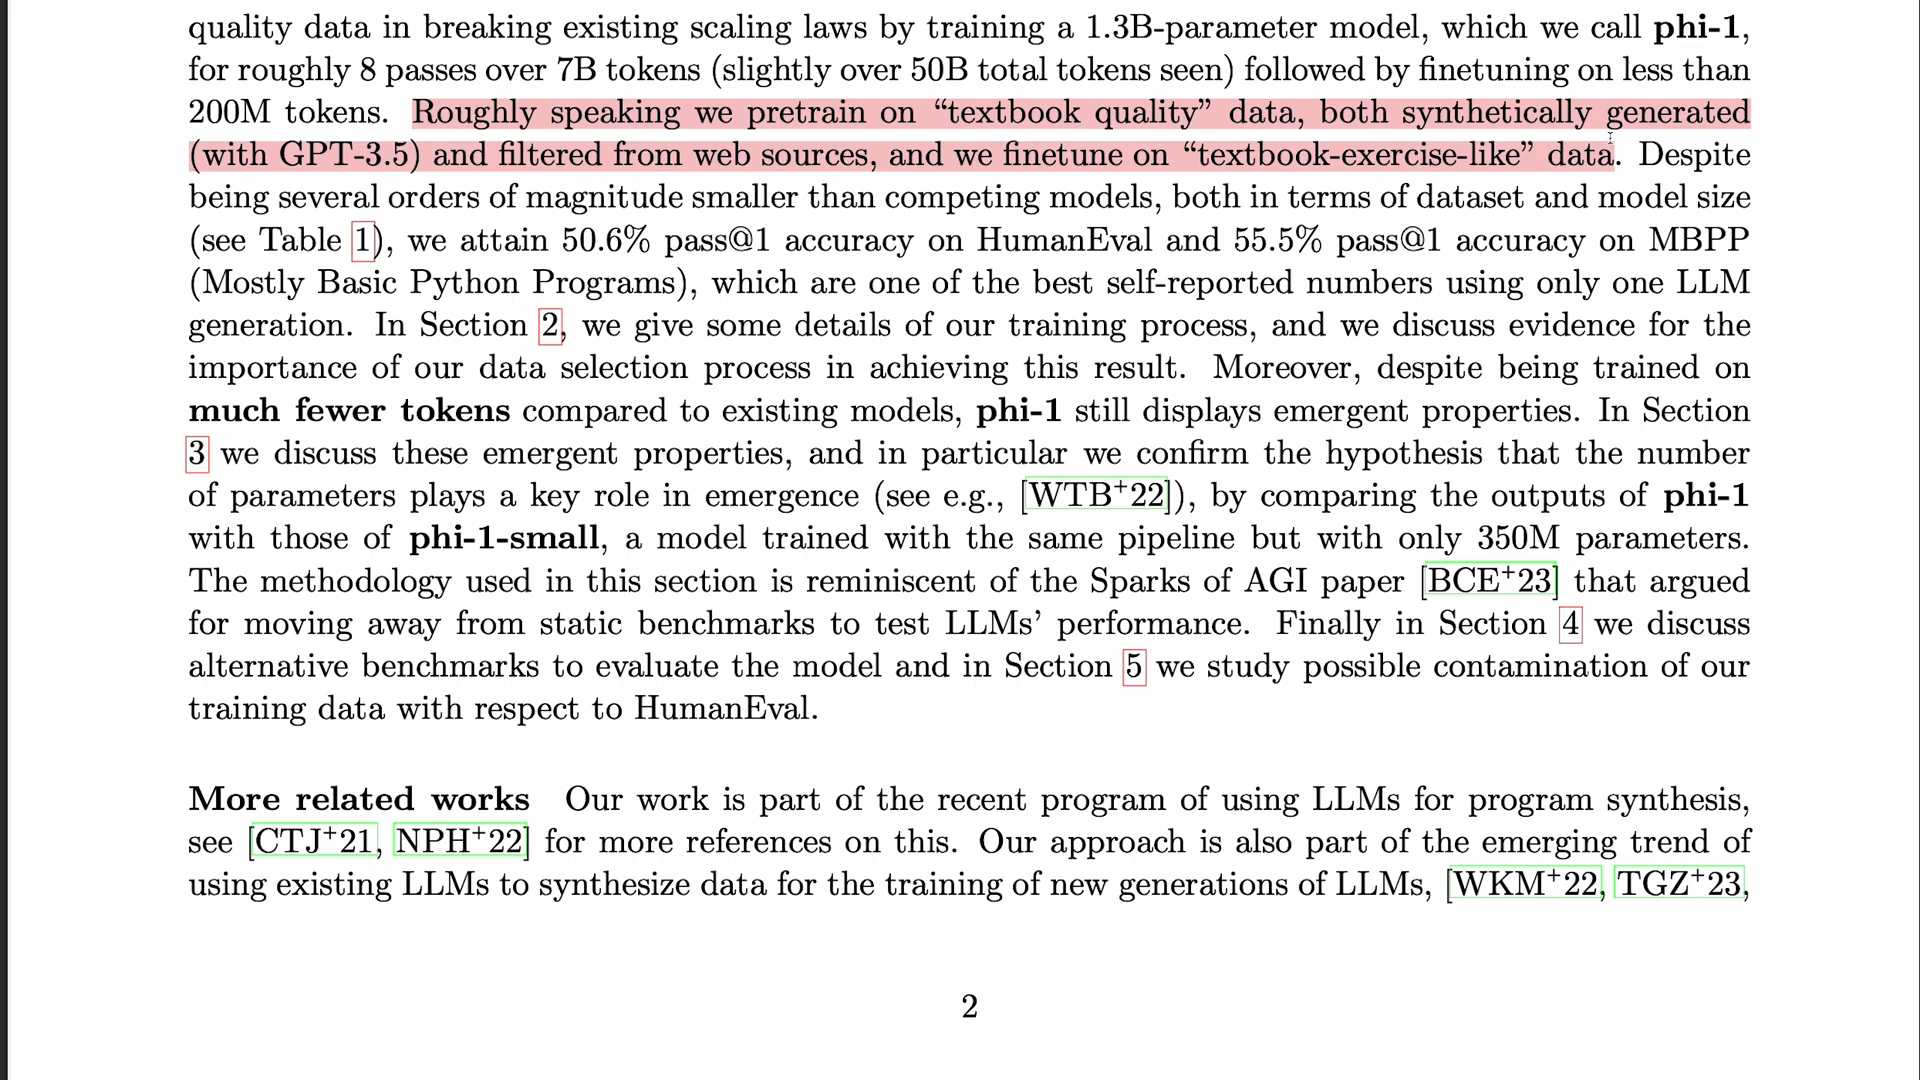 quality data in breaking existing scaling laws by training a 1.3B-parameter model, which we call phi-1,
for roughly 8 passes over 7B tokens (slightly over 50B total tokens seen) followed by finetuning on less than
200M tokens. Roughly speaking we pretrain on “textbook quality” data, both synthetically generated
(with GPT-3.5) and filtered from web sources, and we finetune on “textbook-exercise-like” data. Despite
being several orders of magnitude smaller than competing models, both in terms of dataset and model size
(see Table 1), we attain 50.6% pass@1 accuracy on HumanEval and 55.5% pass@1 accuracy on MBPP
(Mostly Basic Python Programs), which are one of the best self-reported numbers using only one LLM
generation. In Section 2, we give some details of our training process, and we discuss evidence for the
importance of our data selection process in achieving this result. Moreover, despite being trained on
much fewer tokens compared to existing models, phi-1 still displays emergent properties. In Section
3 we discuss these emergent properties, and in particular we confirm the hypothesis that the number
of parameters plays a key role in emergence (see e.g., [WTB+22]), by comparing the outputs of phi-1
with those of phi-1-small, a model trained with the same pipeline but with only 350M parameters.
The methodology used in this section is reminiscent of the Sparks of AGI paper [BCE+23] that argued
for moving away from static benchmarks to test LLMs’ performance. Finally in Section 4 we discuss
alternative benchmarks to evaluate the model and in Section 5 we study possible contamination of our
training data with respect to HumanEval.
More related works Our work is part of the recent program of using LLMs for program synthesis,
see [CTJ+21, NPH+22] for more references on this. Our approach is also part of the emerging trend of
using existing LLMs to synthesize data for the training of new generations of LLMs, [WKM+22, TGZ+23,
2